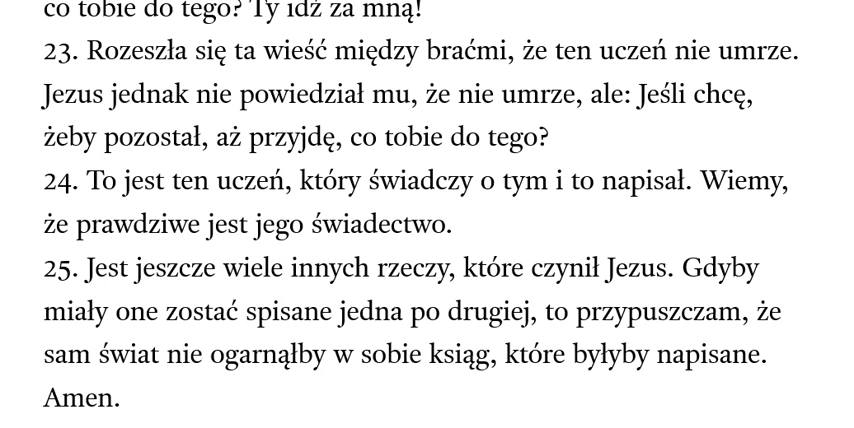 co tobie do tego? Ty idź za mną!
23. Rozeszła się ta wieść między braćmi, że ten uczeń nie umrze.
Jezus jednak nie powiedział mu, że nie umrze, ale: Jeśli chcę,
żeby pozostał, aż przyjdę, co tobie do tego?
24. To jest ten uczeń, który świadczy o tym i to napisał. Wiemy,
że prawdziwe jest jego świadectwo.
25. Jest jeszcze wiele innych rzeczy, które czynił Jezus. Gdyby
miały one zostać spisane jedna po drugiej, to przypuszczam, że
sam świat nie ogarnąłby w sobie ksiąg, które byłyby napisane.
Amen.